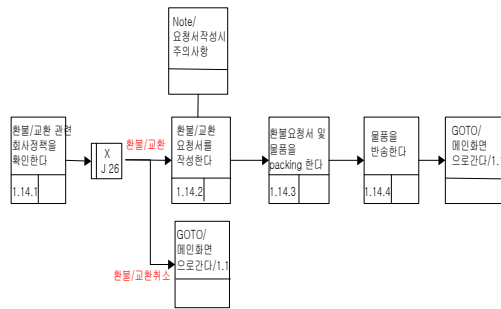 Note/
요청서작성시
주의사항
환불/교환 관련
회사정책을
확인한다
1.14.1
X
J 26
환불/교환
환불/교환
요청서를
작성한다
1.14.2
환불요청서 및
물품을
packing 한다
1.14.3
물품을
반송한다
1.14.4
GOTO/
메인화면
으로간다/1.1
GOTO/
메인화면
으로간다/1.1
환불/교환취소